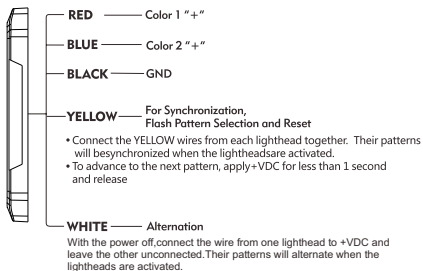 RED Color 1 "+"
BLUE Color 2 "+"
BLACK GND
YELLOW For Synchronization,
Flash Pattern Selection and Reset
• Connect the YELLOW wires from each lighthead together. Their patterns
will besynchronized when the lightheadsare activated.
• To advance to the next pattern, apply+VDC for less than 1 second
and release
WHITE Alternation
With the power off,connect the wire from one lighthead to +VDC and
leave the other unconnected.Their patterns will alternate when the
lightheads are activated.